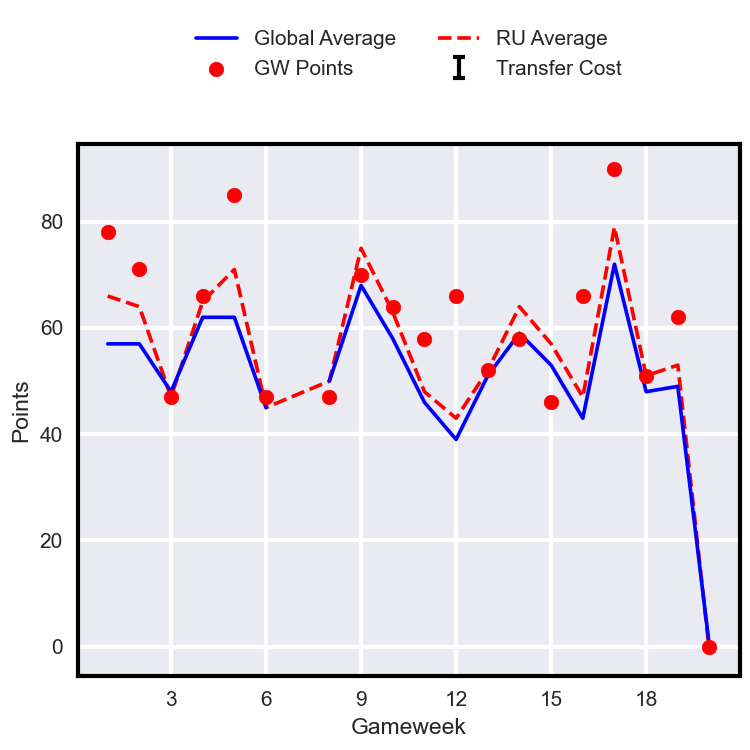 Global Average
RU Average
GW Points
Transfer Cost
80
60
40
20
0
Points
3 6 9 12 15 18
Gameweek